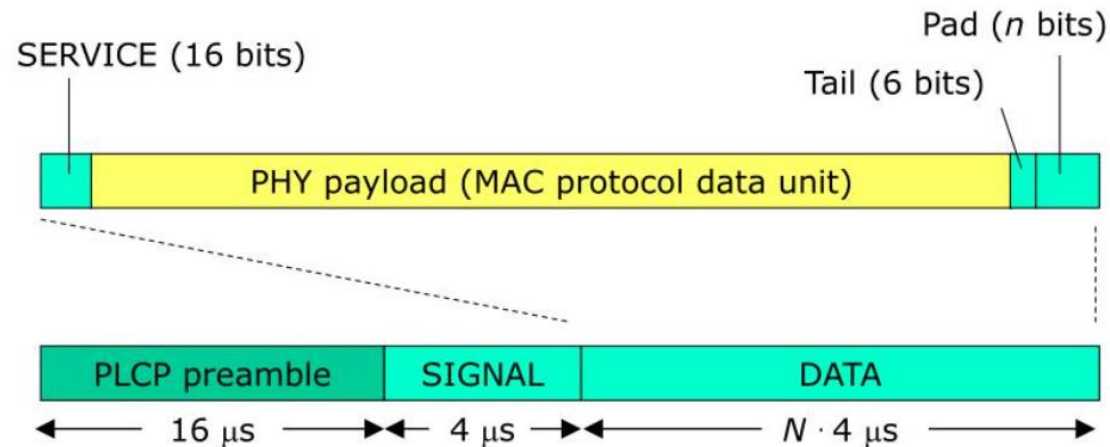 Pad (n bits)
SERVICE (16 bits)
Tail (6 bits)
PHY payload (MAC protocol data unit)
PLCP preamble SIGNAL DATA
16 μs 4 μs N · 4 μs